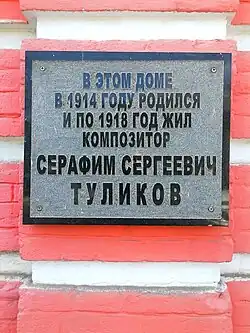 В ЭТОМ ДОМЕ
В 1914 ГОДУ РОДИЛСЯ
И ПО 1918 ГОД ЖИЛ
КОМПОЗИТОР
СЕРАФИМ СЕРГЕЕВИЧ
ТУЛИКОВ